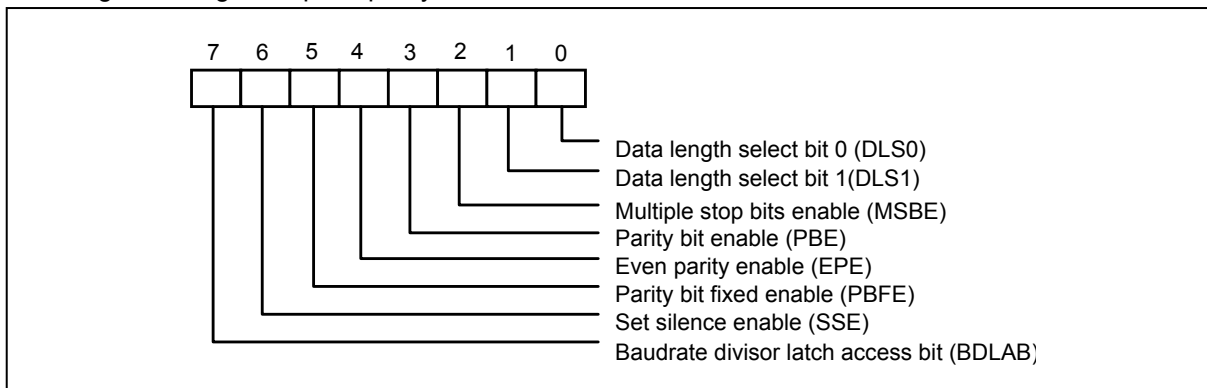 7 6 5 4 3 2 1 0
Data length select bit 0 (DLS0)
Data length select bit 1(DLS1)
Multiple stop bits enable (MSBE)
Parity bit enable (PBE)
Even parity enable (EPE)
Parity bit fixed enable (PBFE)
Set silence enable (SSE)
Baudrate divisor latch access bit (BDLAB)